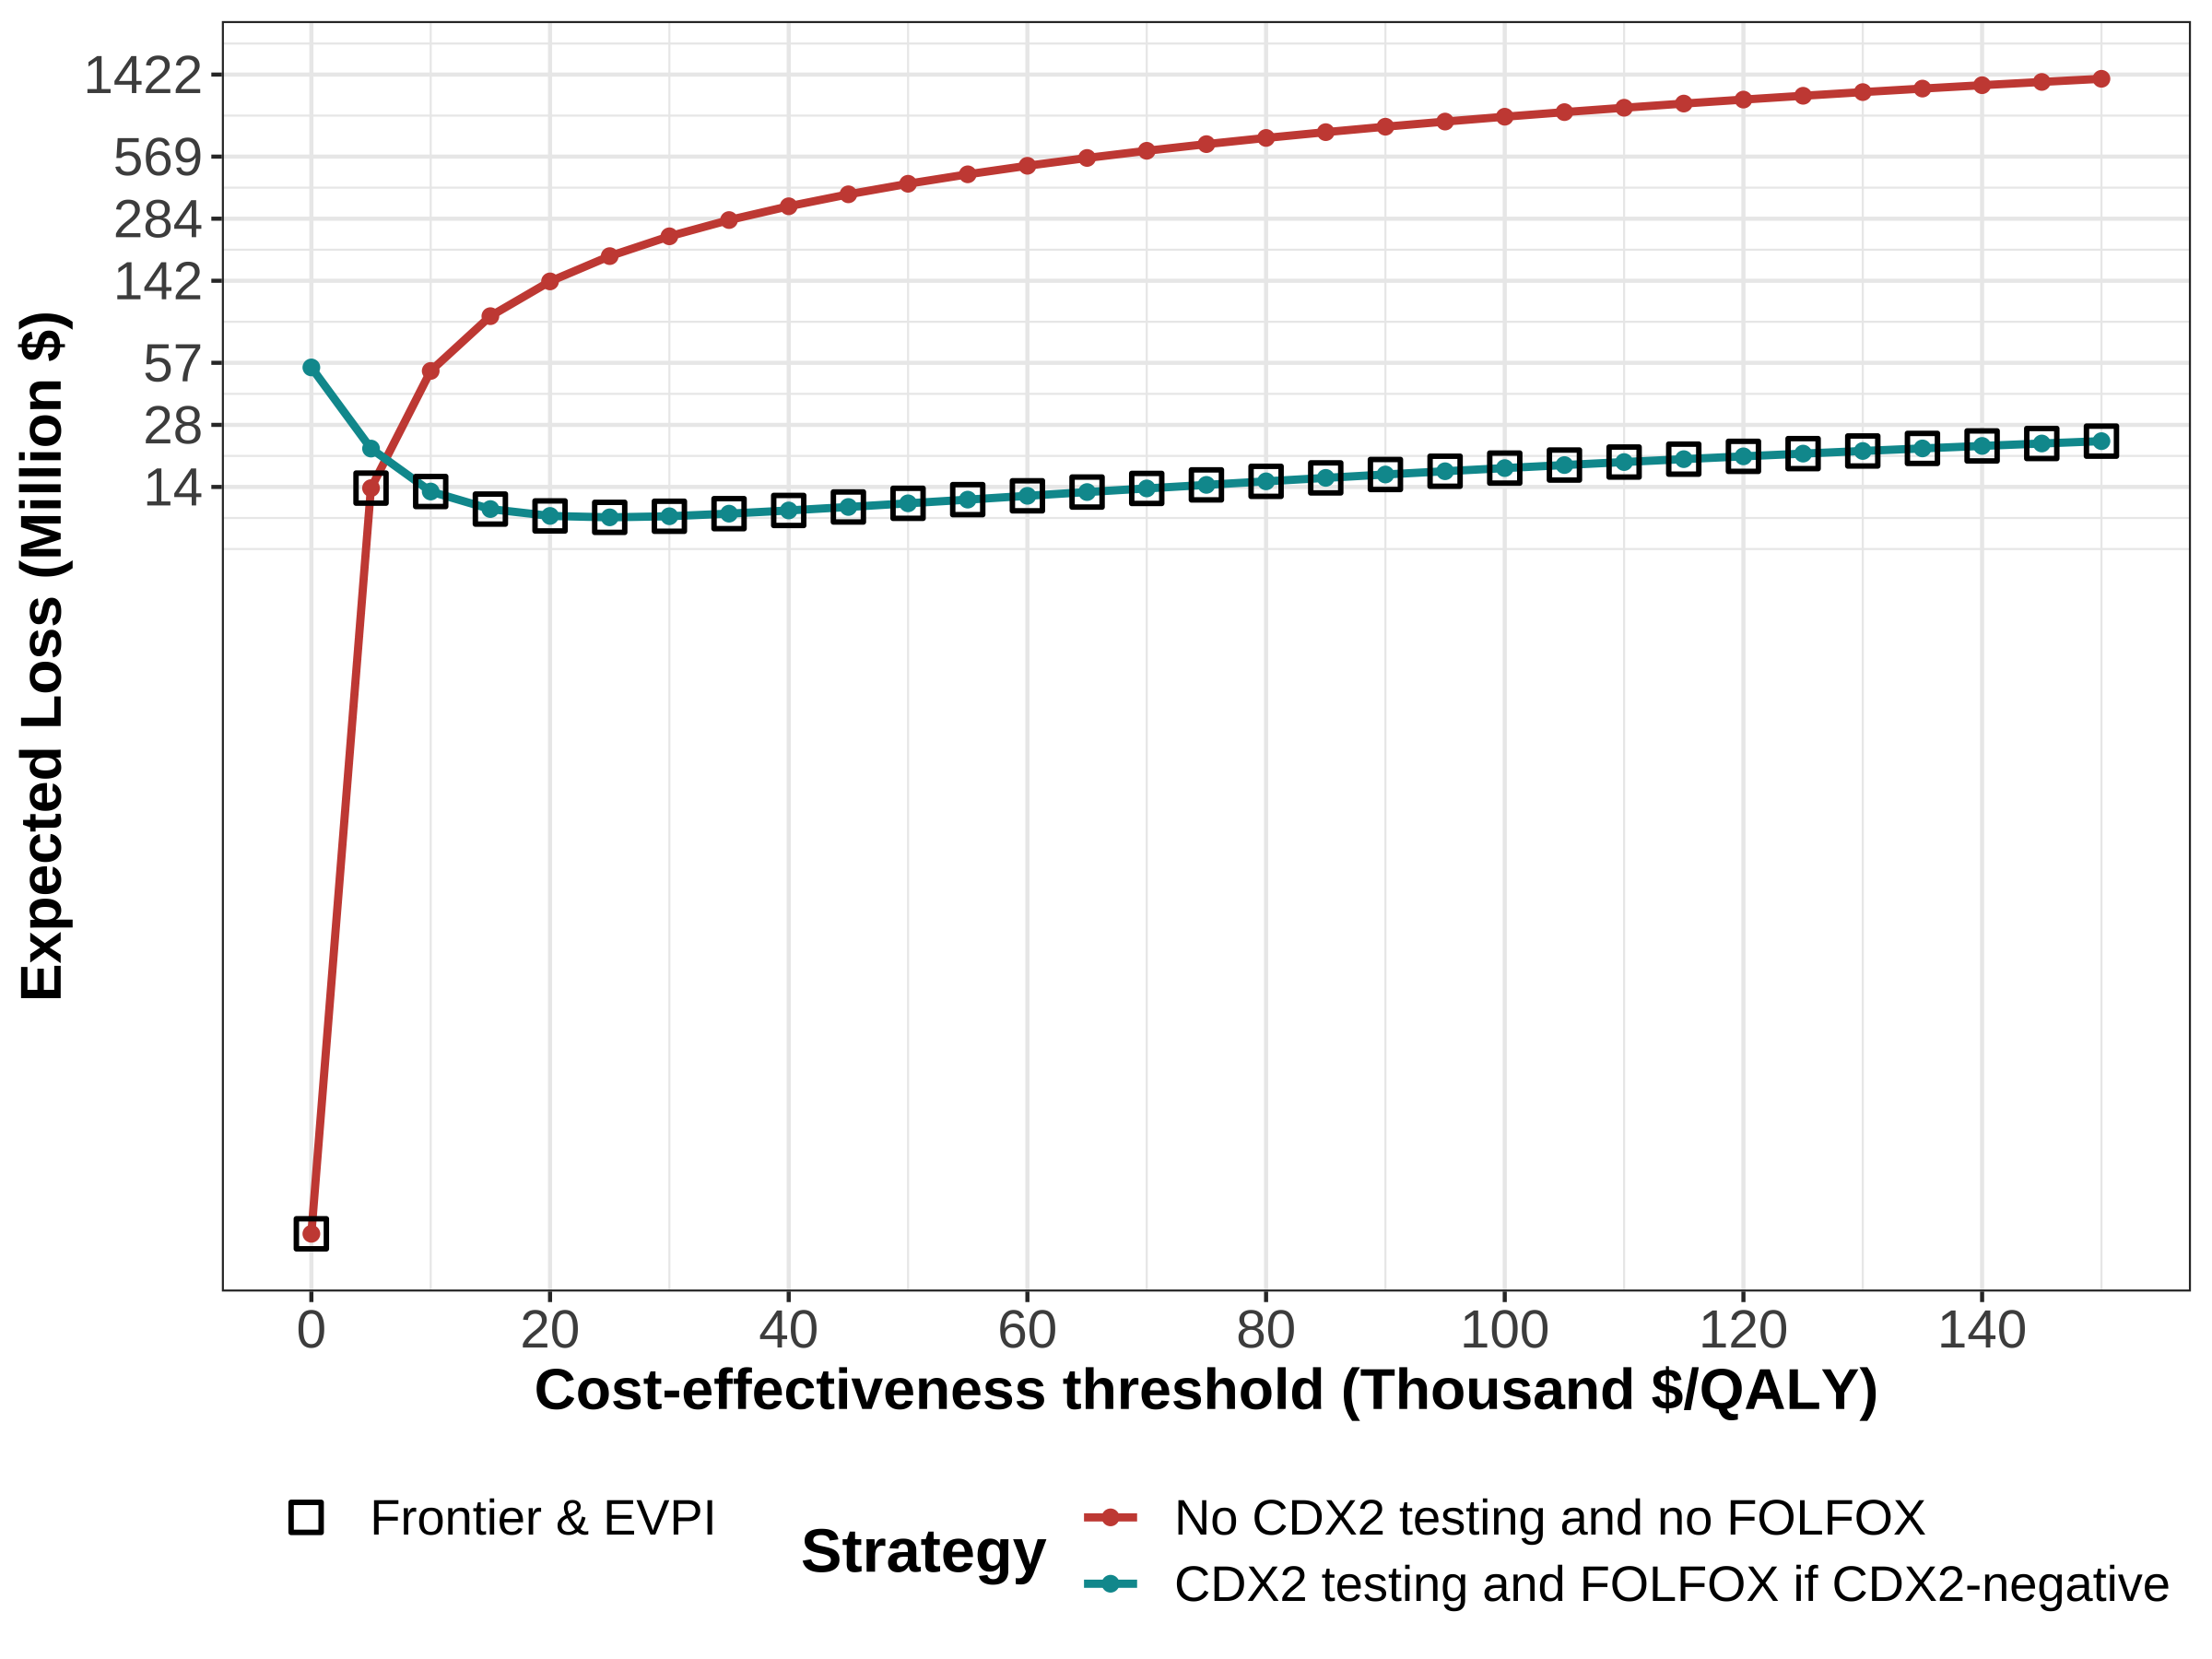 Expected Loss (Million $)
1422
569
284
142
57
28
14
0 20 40 60 80 100 120 140
Cost-effectiveness threshold (Thousand $/QALY)
Frontier & EVPI
Strategy
No CDX2 testing and no FOLFOX
CDX2 testing and FOLFOX if CDX2-negative